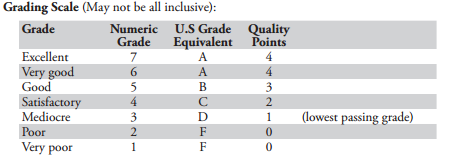 Grading Scale (May not be all inclusive):
Grade Numeric Grade U.S Grade Equivalent Quality Points
Excellent 7 A 4
Very good 6 A 4
Good 5 B 3
Satisfactory 4 C 2
Mediocre 3 D 1 (lowest passing grade)
Poor 2 F 0
Very poor 1 F 0